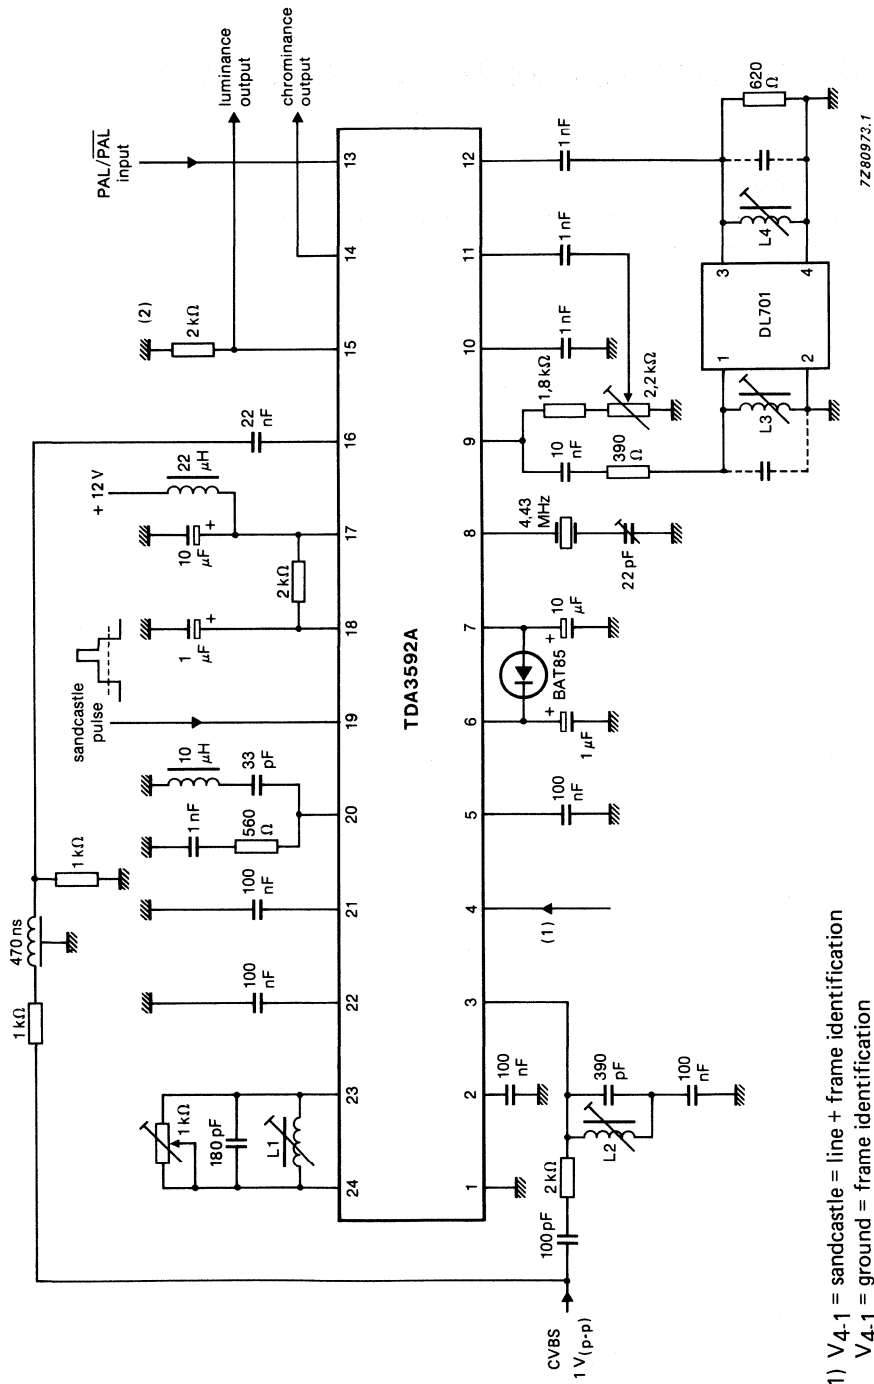 luminance
output
chrominance
output
PAL/P̅A̅L̅
input
13
14
15
16
17
18
19
20
21
22
23
24
(2)
2 kΩ
22
nF
22
μH
+ 12 V
10
μF
+
2 kΩ
1
μF
+
sandcastle
pulse
10
μH
33
pF
1 nF
560
Ω
1 kΩ
100
nF
470 ns
100
nF
1 kΩ
1 kΩ
180 pF
L1
TDA3592A
12
11
10
9
8
7
6
5
4
3
2
1
1 nF
1 nF
1 nF
1,8 kΩ
2,2 kΩ
10
nF
390
Ω
4,43
MHz
22 pF
10
μF
+
BAT85
+
1 μF
100
nF
(1)
100
nF
390
pF
100
nF
L2
2 kΩ
100 pF
CVBS
1 V(p-p)
620
Ω
L4
3
4
DL701
1
2
L3
7Z80973.1
1) V4-1 = sandcastle = line + frame identification
V4-1 = ground = frame identification